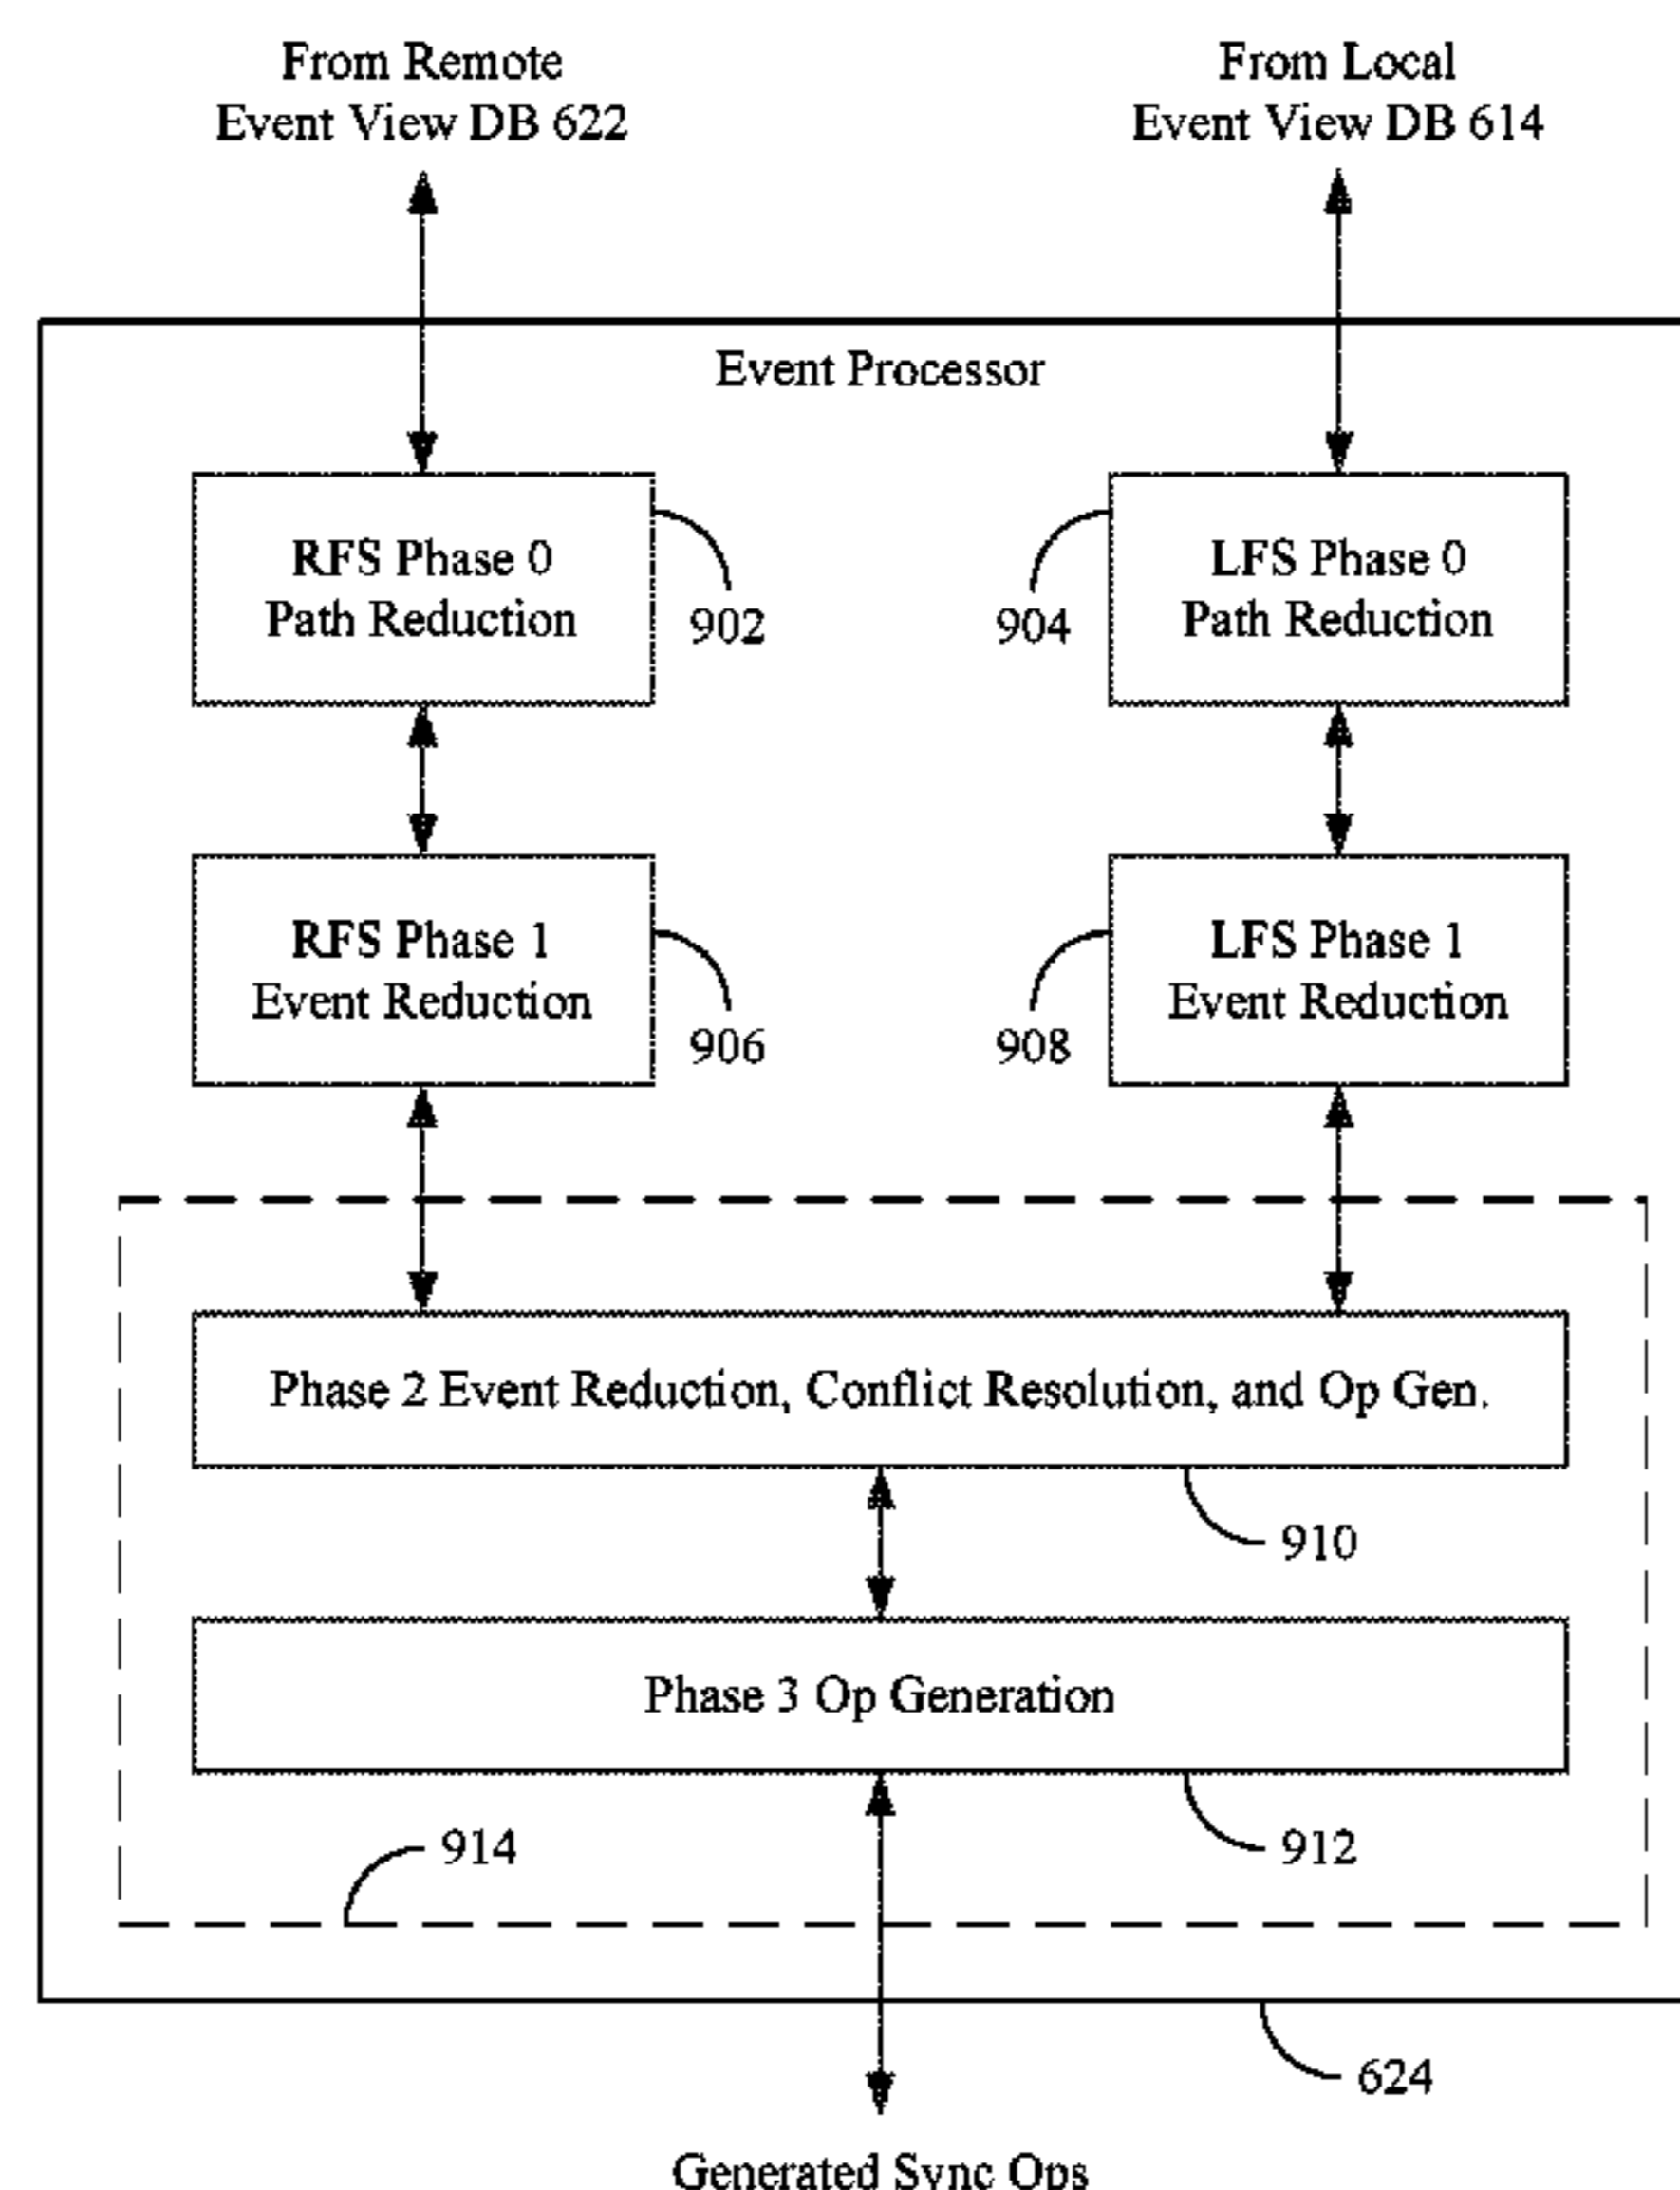 From Remote
Event View DB 622
From Local
Event View DB 614
Event Processor
RFS Phase 0
Path Reduction
902
904
LFS Phase 0
Path Reduction
RFS Phase 1
Event Reduction
906
908
LFS Phase 1
Event Reduction
Phase 2 Event Reduction, Conflict Resolution, and Op Gen.
910
Phase 3 Op Generation
912
914
624
Generated Sync Ops